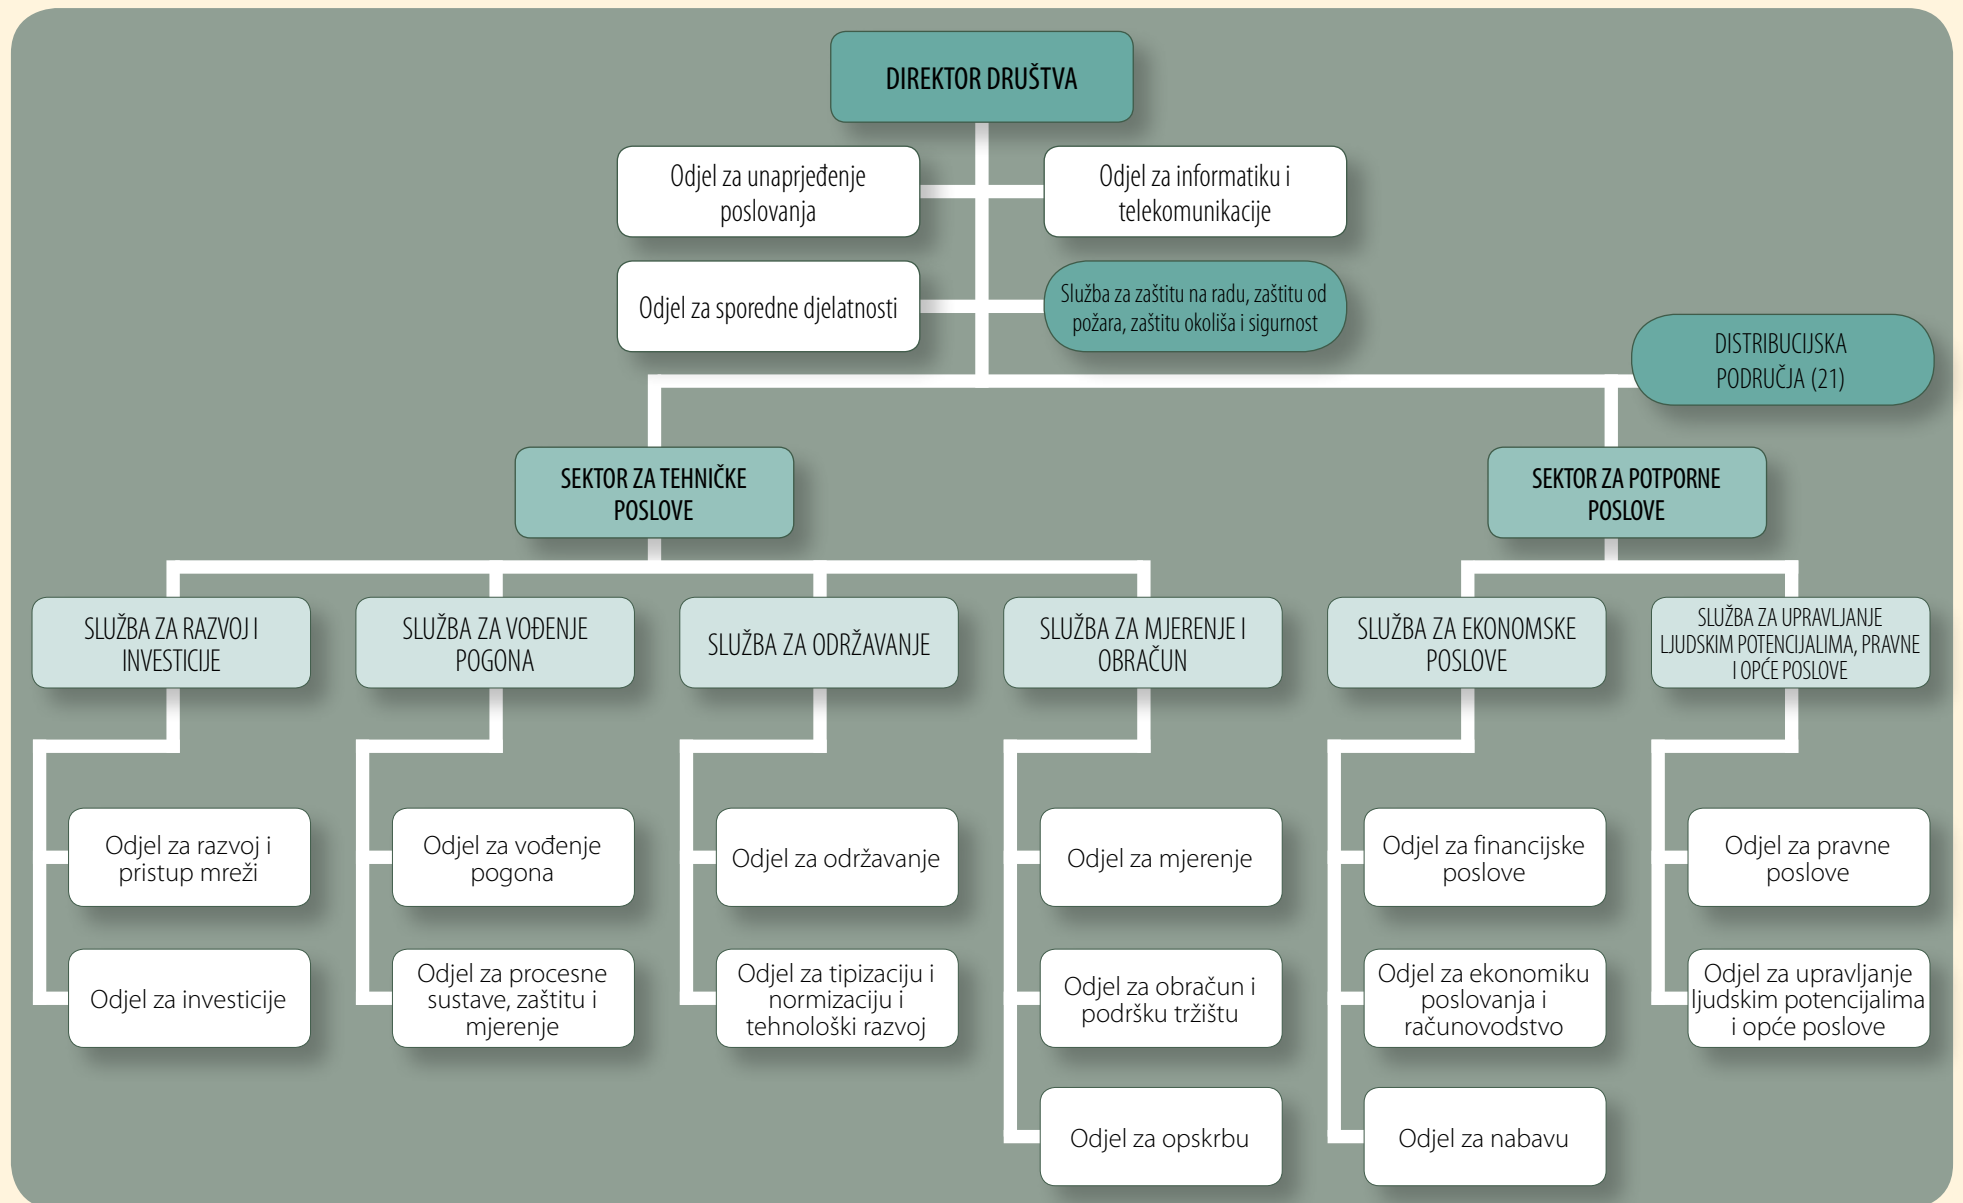 DIREKTOR DRUŠTVA
Odjel za unaprjeđenje
poslovanja
Odjel za informatiku i
telekomunikacije
Odjel za sporedne djelatnosti
Služba za zaštitu na radu, zaštitu od
požara, zaštitu okoliša i sigurnost
DISTRIBUCIJSKA
PODRUČJA (21)
SEKTOR ZA TEHNIČKE
POSLOVE
SEKTOR ZA POTPORNE
POSLOVE
SLUŽBA ZA RAZVOJ I
INVESTICIJE
SLUŽBA ZA VOĐENJE
POGONA
SLUŽBA ZA ODRŽAVANJE
SLUŽBA ZA MJERENJE I
OBRAČUN
SLUŽBA ZA EKONOMSKE
POSLOVE
SLUŽBA ZA UPRAVLJANJE
LJUDSKIM POTENCIJALIMA, PRAVNE
I OPĆE POSLOVE
Odjel za razvoj i
pristup mreži
Odjel za vođenje
pogona
Odjel za održavanje
Odjel za mjerenje
Odjel za financijske
poslove
Odjel za pravne
poslove
Odjel za investicije
Odjel za procesne
sustave, zaštitu i
mjerenje
Odjel za tipizaciju i
normizaciju i
tehnološki razvoj
Odjel za obračun i
podršku tržištu
Odjel za ekonomiku
poslovanja i
računovodstvo
Odjel za upravljanje
ljudskim potencijalima
i opće poslove
Odjel za opskrbu
Odjel za nabavu